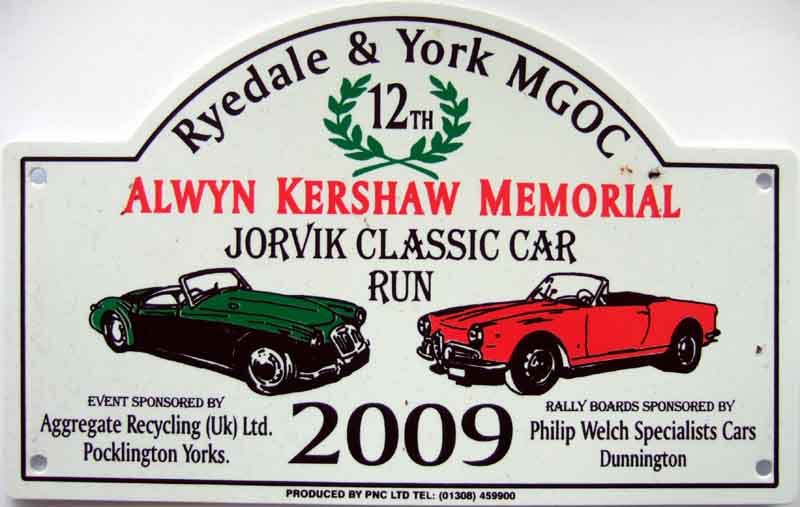 Ryedale & York MGOC
12TH
ALWYN KERSHAW MEMORIAL
JORVIK CLASSIC CAR
RUN
EVENT SPONSORED BY
Aggregate Recycling (Uk) Ltd.
Pocklington Yorks.
2009
RALLY BOARDS SPONSORED BY
Philip Welch Specialists Cars
Dunnington
PRODUCED BY PNC LTD TEL: (01308) 459900